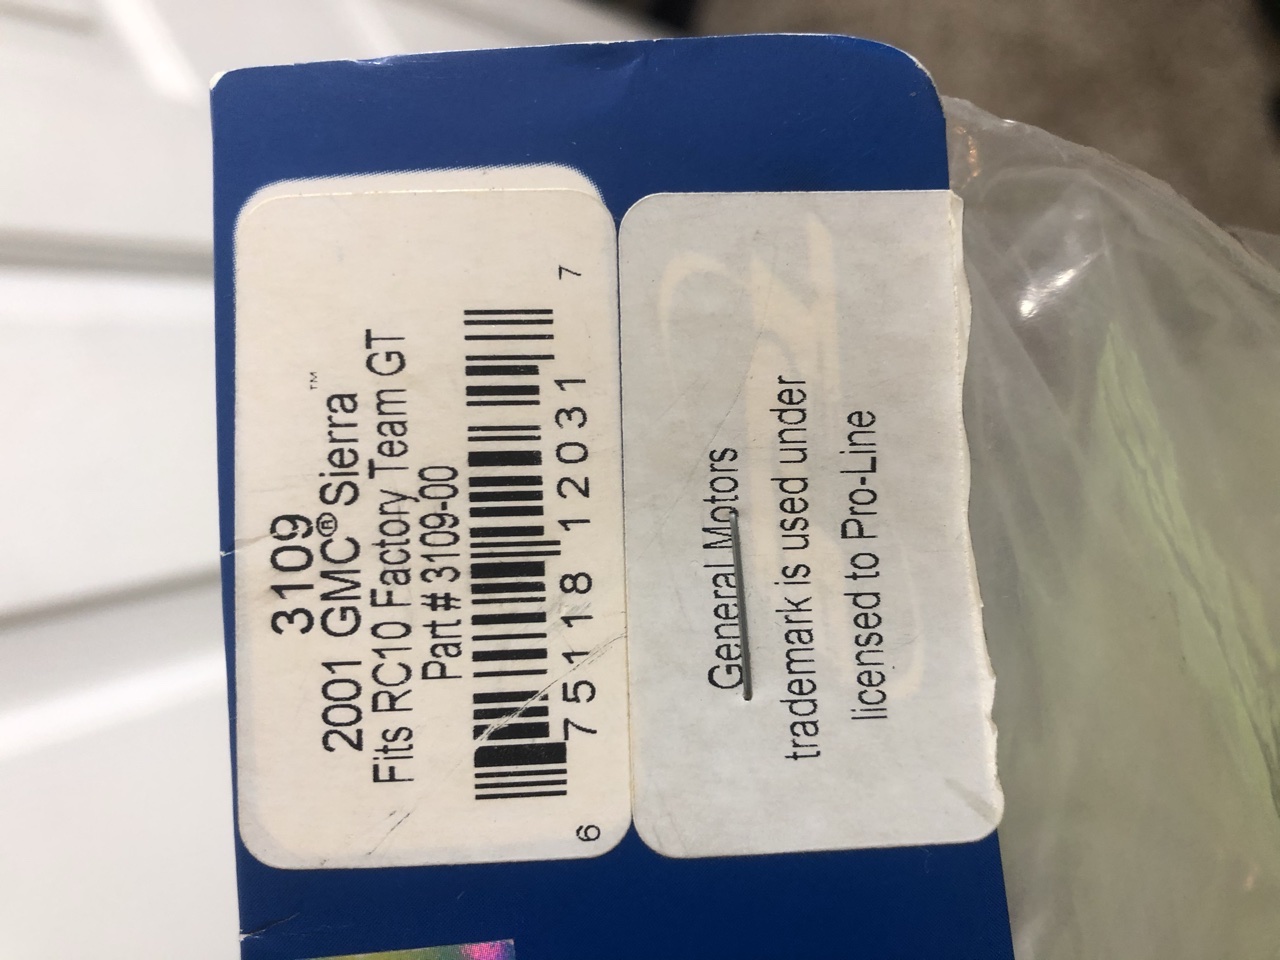 3109
2001 GMC® Sierra™
Fits RC10 Factory Team GT
Part # 3109-00
6 75118 12031 7
General Motors
trademark is used under
licensed to Pro-Line